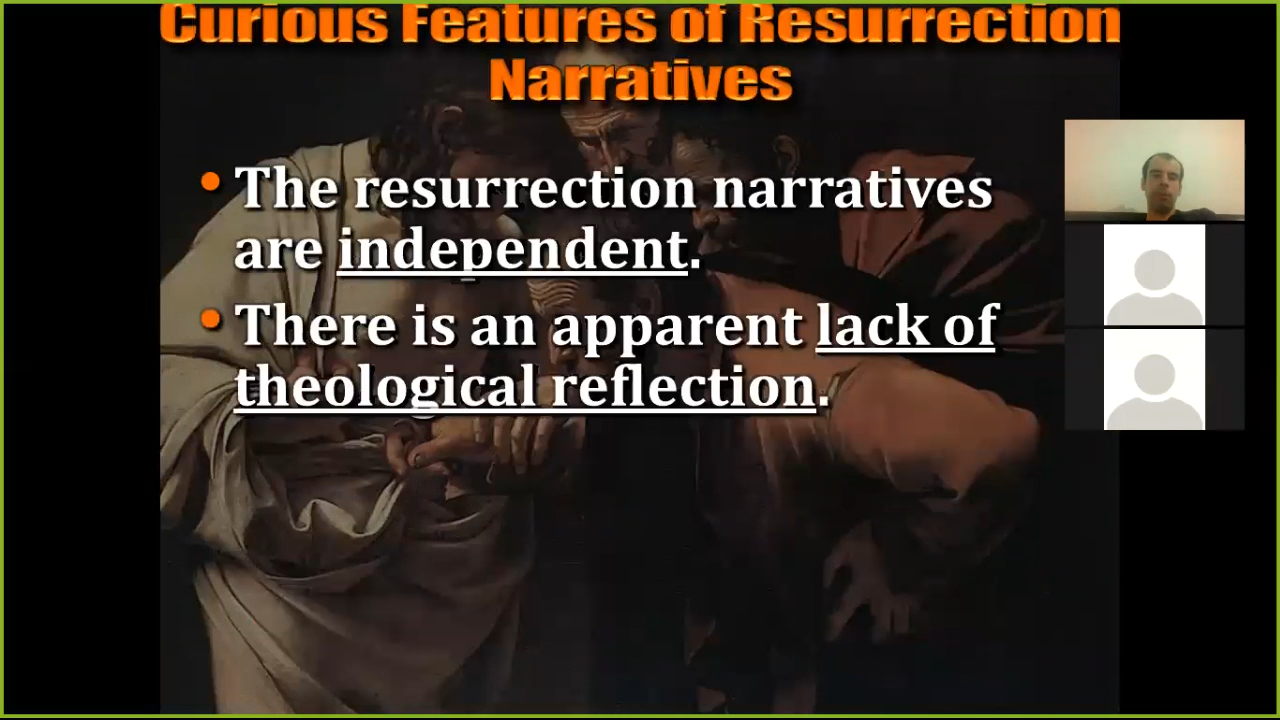 Curious Features of Resurrection
Narratives
• The resurrection narratives
are independent.
• There is an apparent lack of
theological reflection.